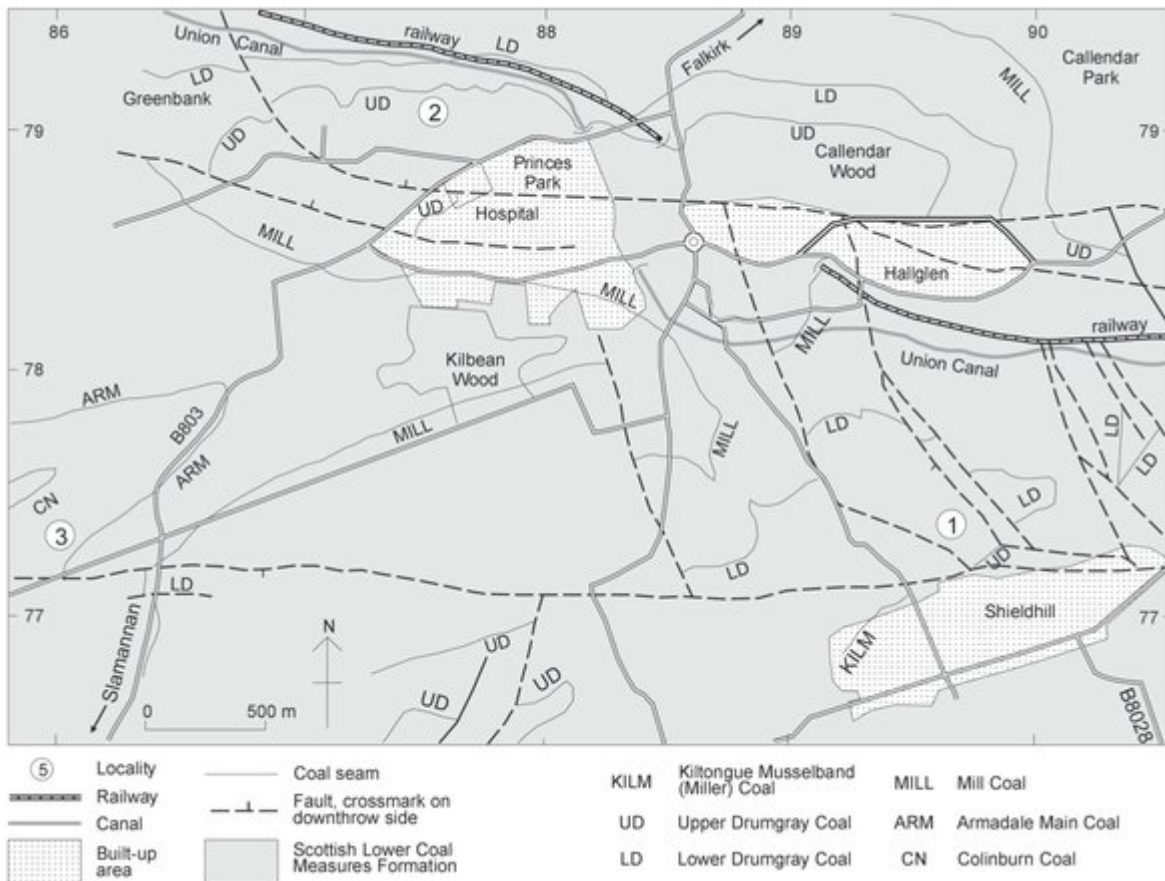 86
88
89
90
Union Canal
railway
LD
Falkirk
MILL
Callendar
Park
LD
Greenbank
UD
2
LD
79
79
UD
UD
Callendar
Wood
Princes
Park
UD
Hospital
MILL
UD
Hallglen
MILL
MILL
railway
Union Canal
78
78
Kilbean
Wood
ARM
B803
MILL
MILL
LD
LD
LD
ARM
CN
LD
3
1
LD
UD
LD
Shieldhill
77
77
N
UD
KILM
UD
UD
Slamannan
0 500 m
B8028
5 Locality
Railway
Canal
Built-up
area
Coal seam
Fault, crossmark on
downthrow side
Scottish Lower Coal
Measures Formation
KILM Kiltongue Musselband
(Miller) Coal
UD Upper Drumgray Coal
LD Lower Drumgray Coal
MILL Mill Coal
ARM Armadale Main Coal
CN Colinburn Coal